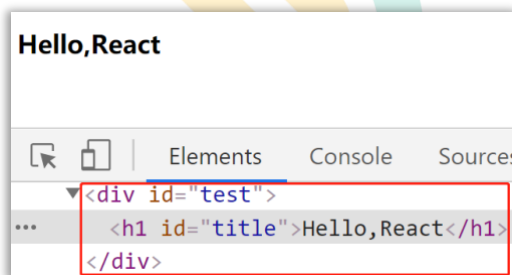 Hello,React
Elements Console Sources
<div id="test">
<h1 id="title">Hello,React</h1>
</div>